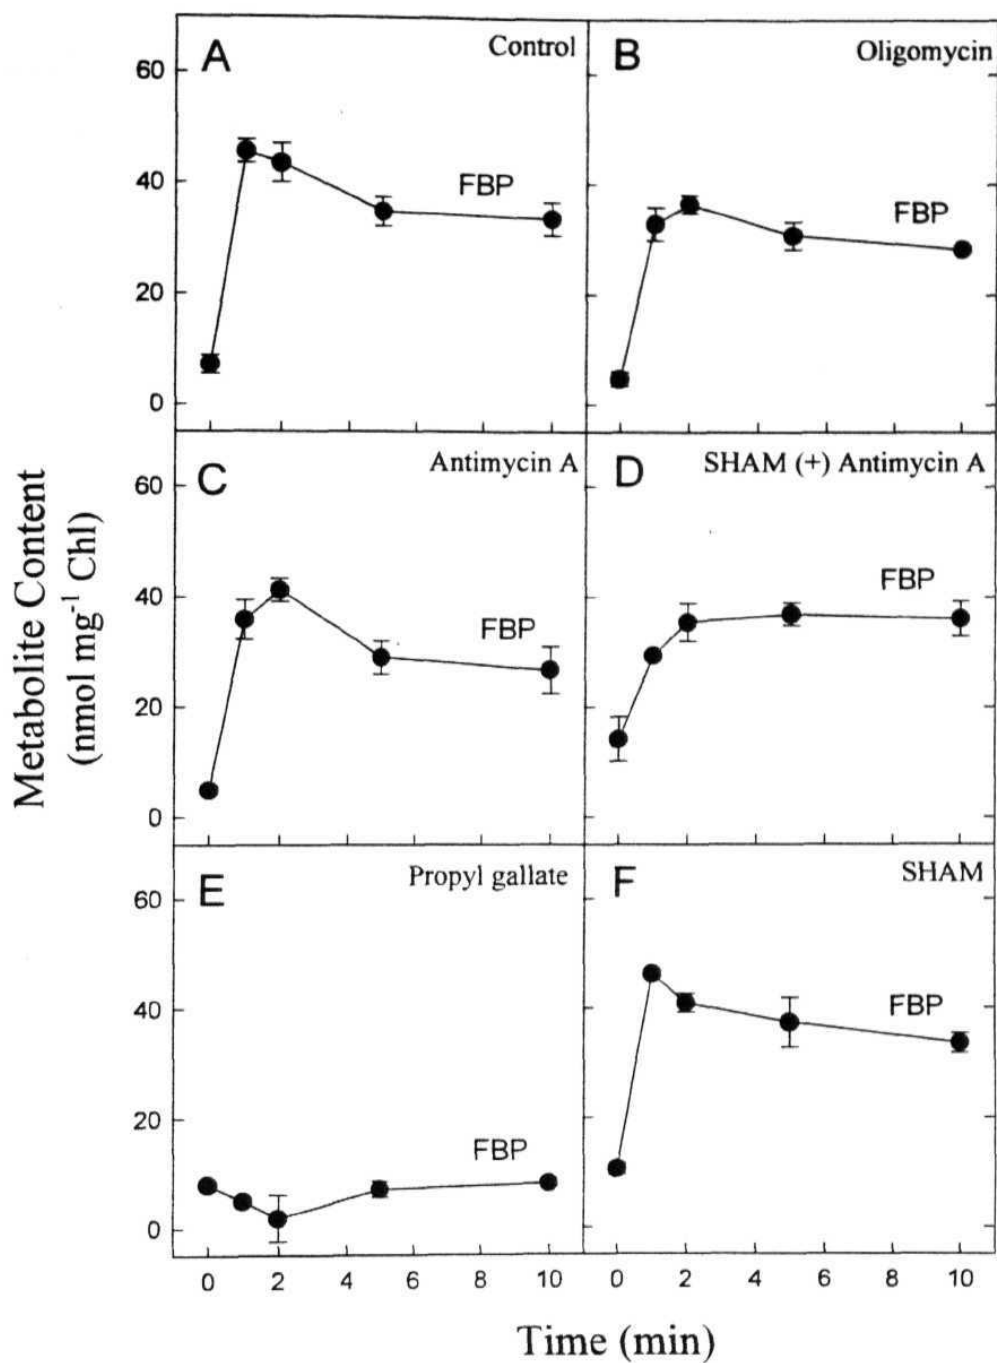 A
Control
60
40
20
0
FBP
B
Oligomycin
FBP
C
Antimycin A
60
40
20
0
FBP
D
SHAM (+) Antimycin A
FBP
E
Propyl gallate
60
40
20
0
FBP
F
SHAM
FBP
0 2 4 6 8 10
0 2 4 6 8 10
Metabolite Content
(nmol mg⁻¹ Chl)
Time (min)